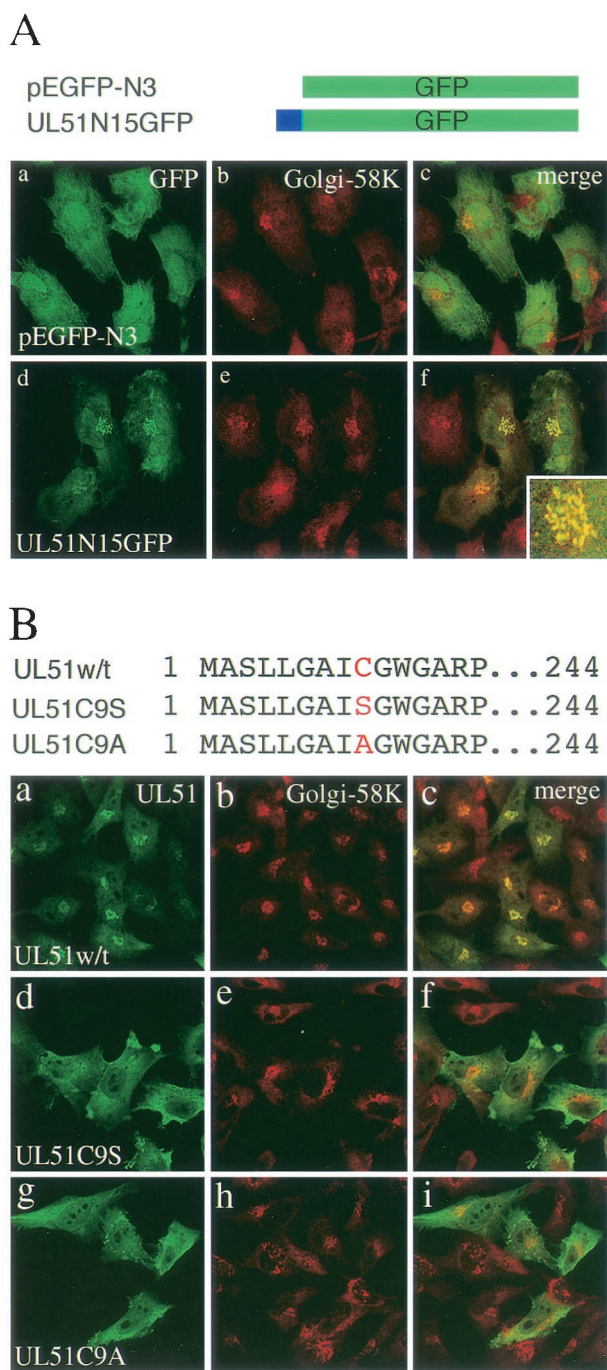 A
pEGFP-N3 GFP
UL51N15GFP GFP
a GFP b Golgi-58K c merge
pEGFP-N3
d e f
UL51N15GFP
B
UL51w/t 1 MASLLGAICGWGARP...244
UL51C9S 1 MASLLGAISGWGARP...244
UL51C9A 1 MASLLGAIAGWGARP...244
a UL51 b Golgi-58K c merge
UL51w/t
d e f
UL51C9S
g h i
UL51C9A